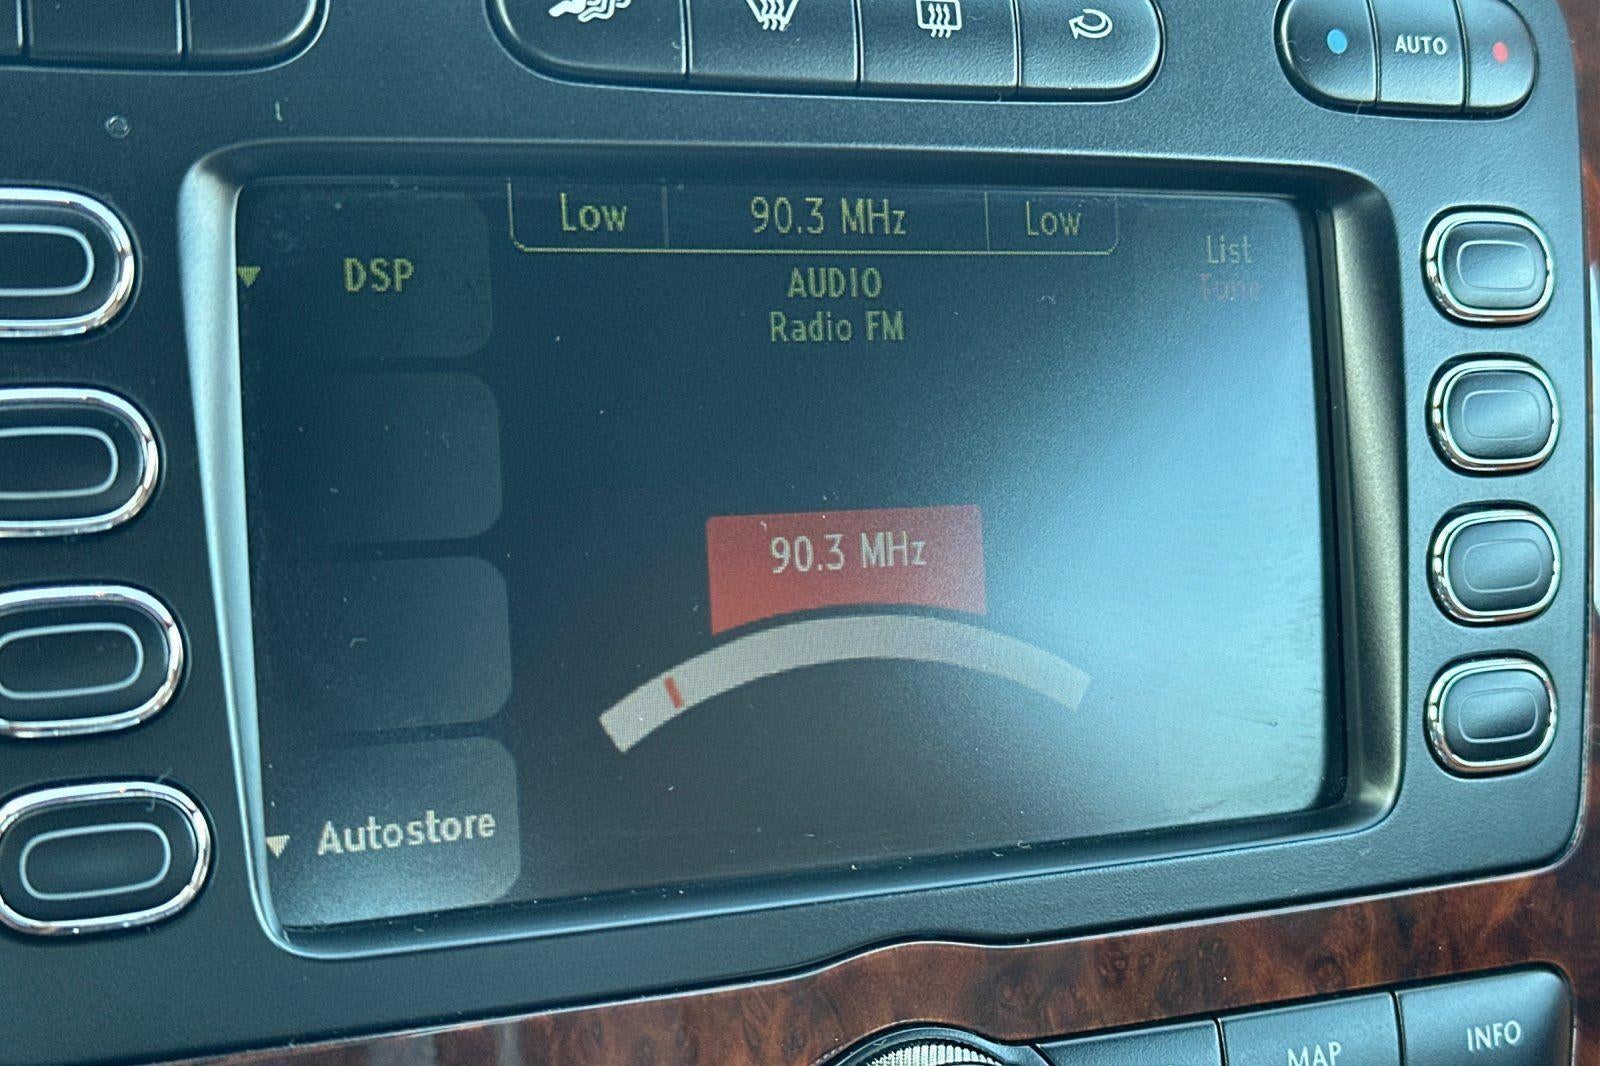 AUTO
Low 90.3 MHz Low
DSP
AUDIO
Radio FM
List
Tune
90.3 MHz
Autostore
MAP
INFO